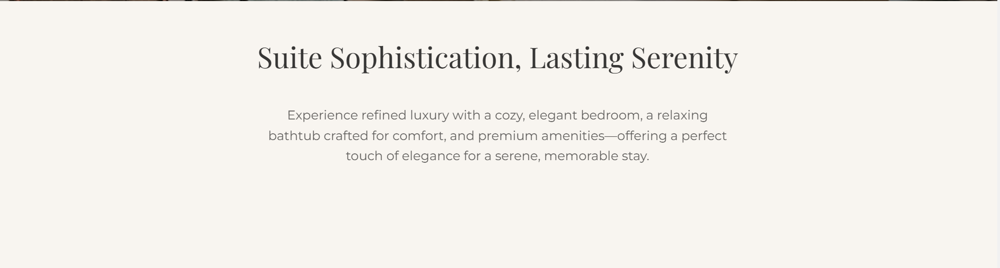 Suite Sophistication, Lasting Serenity
Experience refined luxury with a cozy, elegant bedroom, a relaxing
bathtub crafted for comfort, and premium amenities—offering a perfect
touch of elegance for a serene, memorable stay.